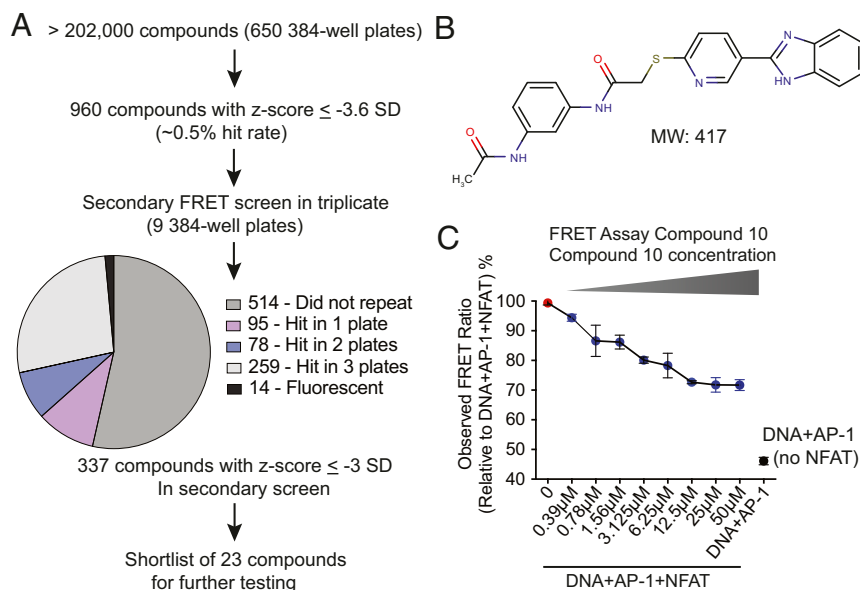 A
> 202,000 compounds (650 384-well plates)
960 compounds with z-score ≤ -3.6 SD
(~0.5% hit rate)
Secondary FRET screen in triplicate
(9 384-well plates)
514 - Did not repeat
95 - Hit in 1 plate
78 - Hit in 2 plates
259 - Hit in 3 plates
14 - Fluorescent
337 compounds with z-score ≤ -3 SD
In secondary screen
Shortlist of 23 compounds
for further testing
B
O
S
N
N
HN
NH
N
H
O
NH
H₃C
MW: 417
C
FRET Assay Compound 10
Compound 10 concentration
Observed FRET Ratio
(Relative to DNA+AP-1+NFAT) %
100
90
80
70
60
50
40
DNA+AP-1
(no NFAT)
0
0.39μM
0.78μM
1.56μM
3.125μM
6.25μM
12.5μM
25μM
50μM
DNA+AP-1
DNA+AP-1+NFAT